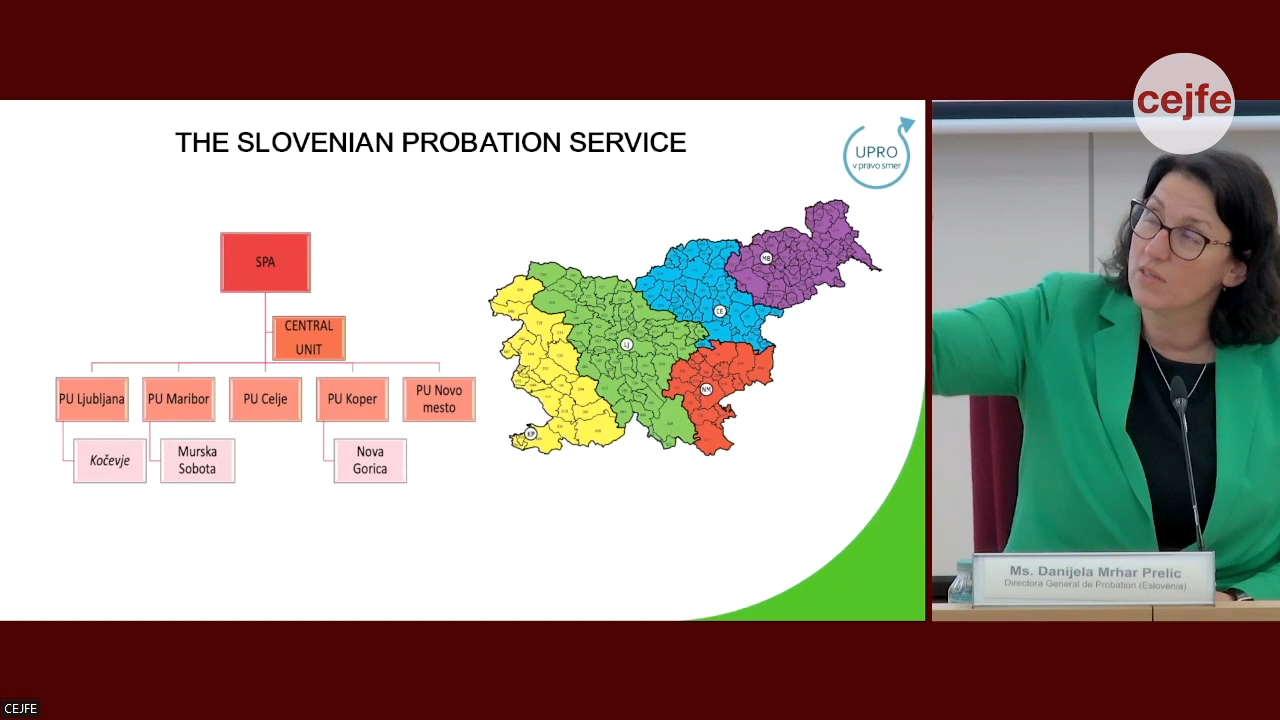 cejfe
THE SLOVENIAN PROBATION SERVICE
UPRO
v pravo smer
SPA
CENTRAL
UNIT
PU Ljubljana
PU Maribor
PU Celje
PU Koper
PU Novo
mesto
Kočevje
Murska
Sobota
Nova
Gorica
MB
CE
LJ
NM
KP
Ms. Danijela Mrhar Prelic
Directora General de Probation (Eslovènia)
CEJFE